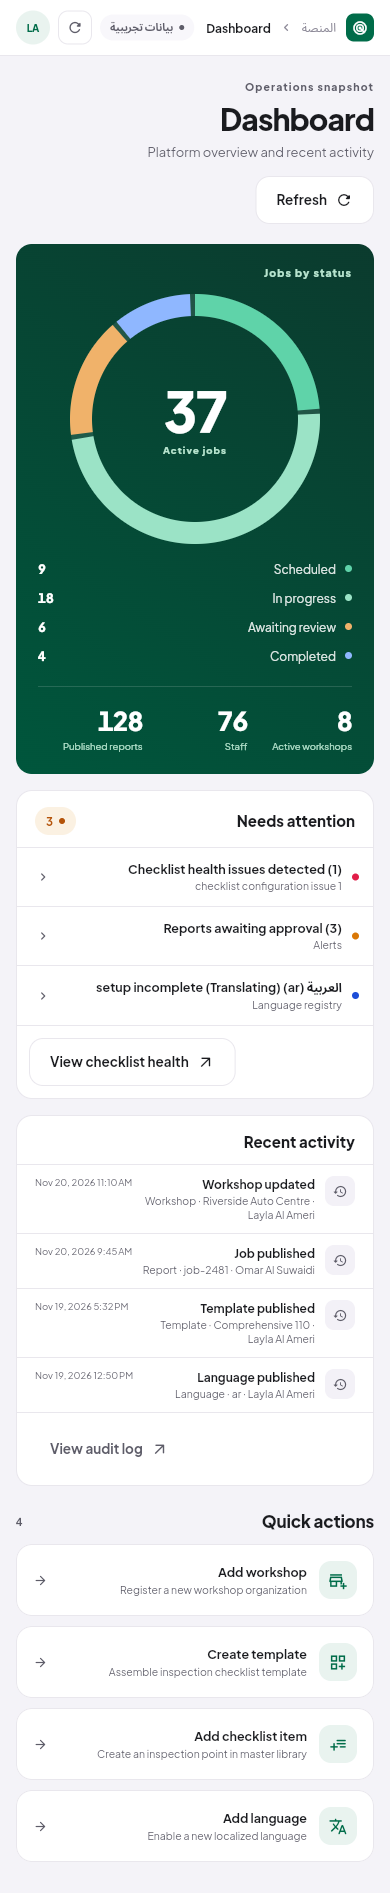 المنصة
Dashboard
بيانات تجريبية
LA
Operations snapshot
Dashboard
Platform overview and recent activity
Refresh
Jobs by status
37
Active jobs
Scheduled 9
In progress 18
Awaiting review 6
Completed 4
8 76 128
Active workshops Staff Published reports
Needs attention 3
Checklist health issues detected (1)
checklist configuration issue 1
Reports awaiting approval (3)
Alerts
setup incomplete (Translating) (ar) العربية
Language registry
View checklist health
Recent activity
Workshop updated Nov 20, 2026 11:10 AM
Workshop · Riverside Auto Centre ·
Layla Al Ameri
Job published Nov 20, 2026 9:45 AM
Report · job-2481 · Omar Al Suwaidi
Template published Nov 19, 2026 5:32 PM
Template · Comprehensive 110 ·
Layla Al Ameri
Language published Nov 19, 2026 12:50 PM
Language · ar · Layla Al Ameri
View audit log
Quick actions 4
Add workshop
Register a new workshop organization
Create template
Assemble inspection checklist template
Add checklist item
Create an inspection point in master library
Add language
Enable a new localized language